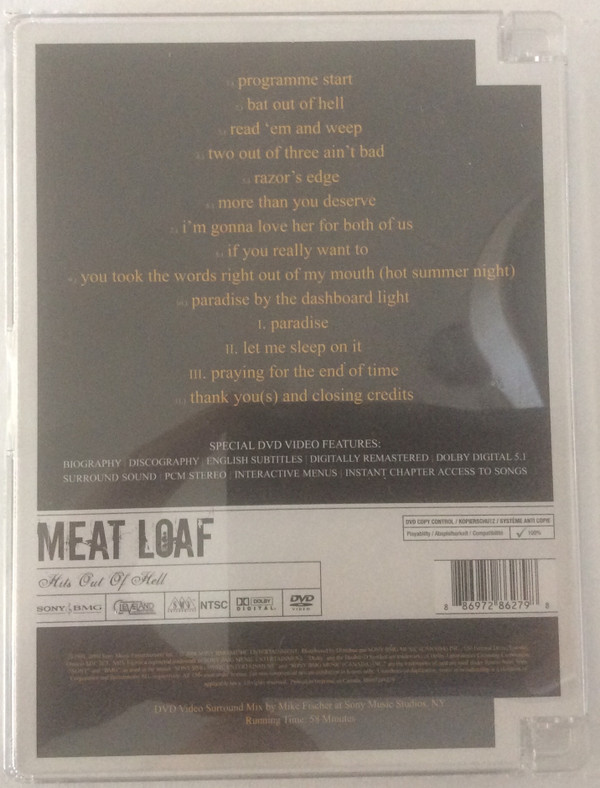 programme start
bat out of hell
read 'em and weep
two out of three ain't bad
razor's edge
more than you deserve
i'm gonna love her for both of us
if you really want to
you took the words right out of my mouth (hot summer night)
paradise by the dashboard light
I. paradise
II. let me sleep on it
III. praying for the end of time
thank you(s) and closing credits
SPECIAL DVD VIDEO FEATURES:
BIOGRAPHY | DISCOGRAPHY | ENGLISH SUBTITLES | DIGITALLY REMASTERED | DOLBY DIGITAL 5.1
SURROUND SOUND | PCM STEREO | INTERACTIVE MENUS | INSTANT CHAPTER ACCESS TO SONGS
DVD COPY CONTROL / KOPIERSCHUTZ / SYSTÈME ANTI COPIE
Playability / Abspielbarkeit / Compatibilité ✓ 100%
MEAT LOAF
Hits Out Of Hell
SONY BMG CLEVELAND NTSC DOLBY DIGITAL DVD VIDEO
8 86972 86279 8
DVD Video Surround Mix by Mike Fischer at Sony Music Studios, NY
Running Time: 58 Minutes